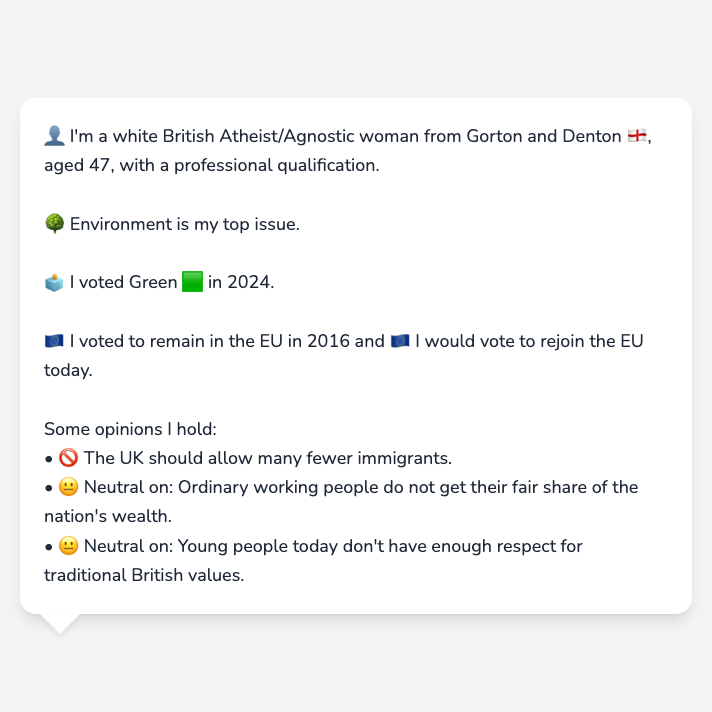 👤 I'm a white British Atheist/Agnostic woman from Gorton and Denton 🏴󠁧󠁢󠁥󠁮󠁧󠁿,
aged 47, with a professional qualification.
🌳 Environment is my top issue.
🗳️ I voted Green 🟩 in 2024.
🇪🇺 I voted to remain in the EU in 2016 and 🇪🇺 I would vote to rejoin the EU
today.
Some opinions I hold:
• 🚫 The UK should allow many fewer immigrants.
• 😐 Neutral on: Ordinary working people do not get their fair share of the
nation's wealth.
• 😐 Neutral on: Young people today don't have enough respect for
traditional British values.